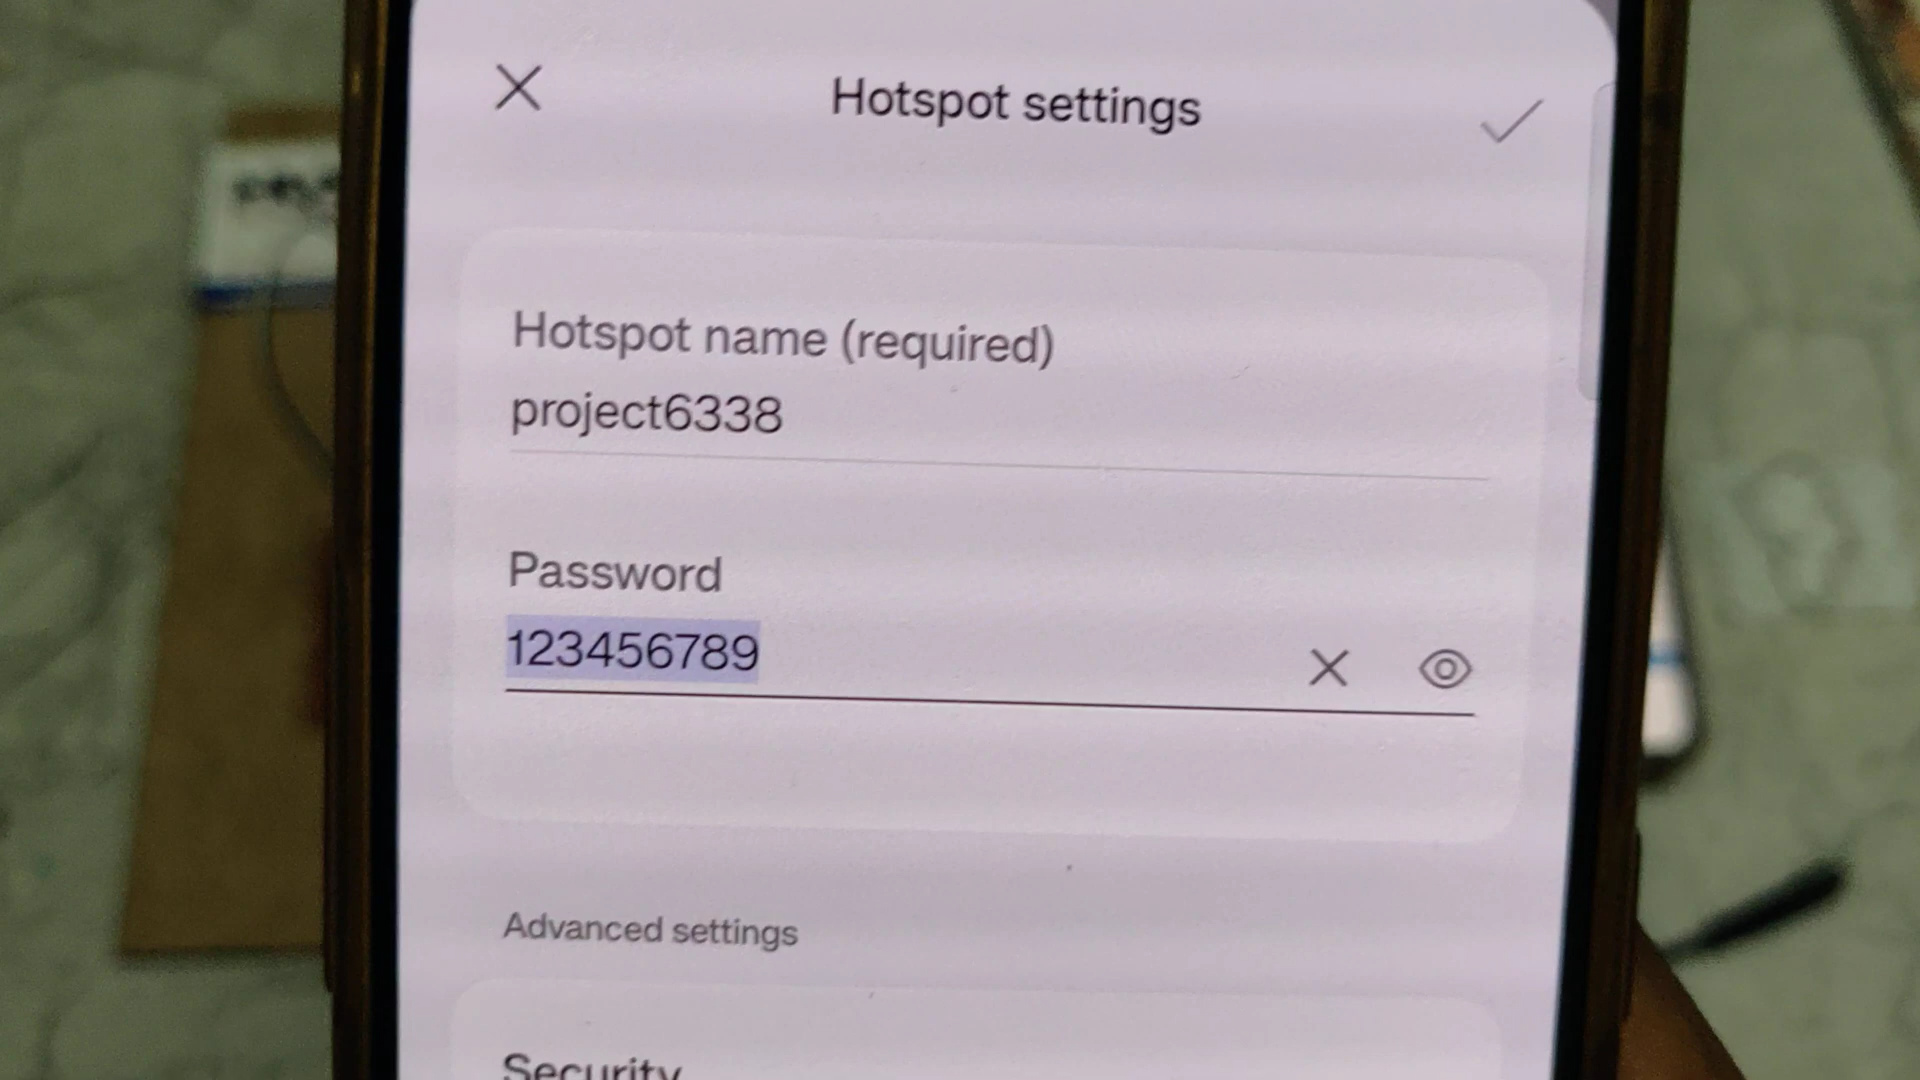 Hotspot settings
Hotspot name (required)
project6338
Password
123456789
Advanced settings
Security